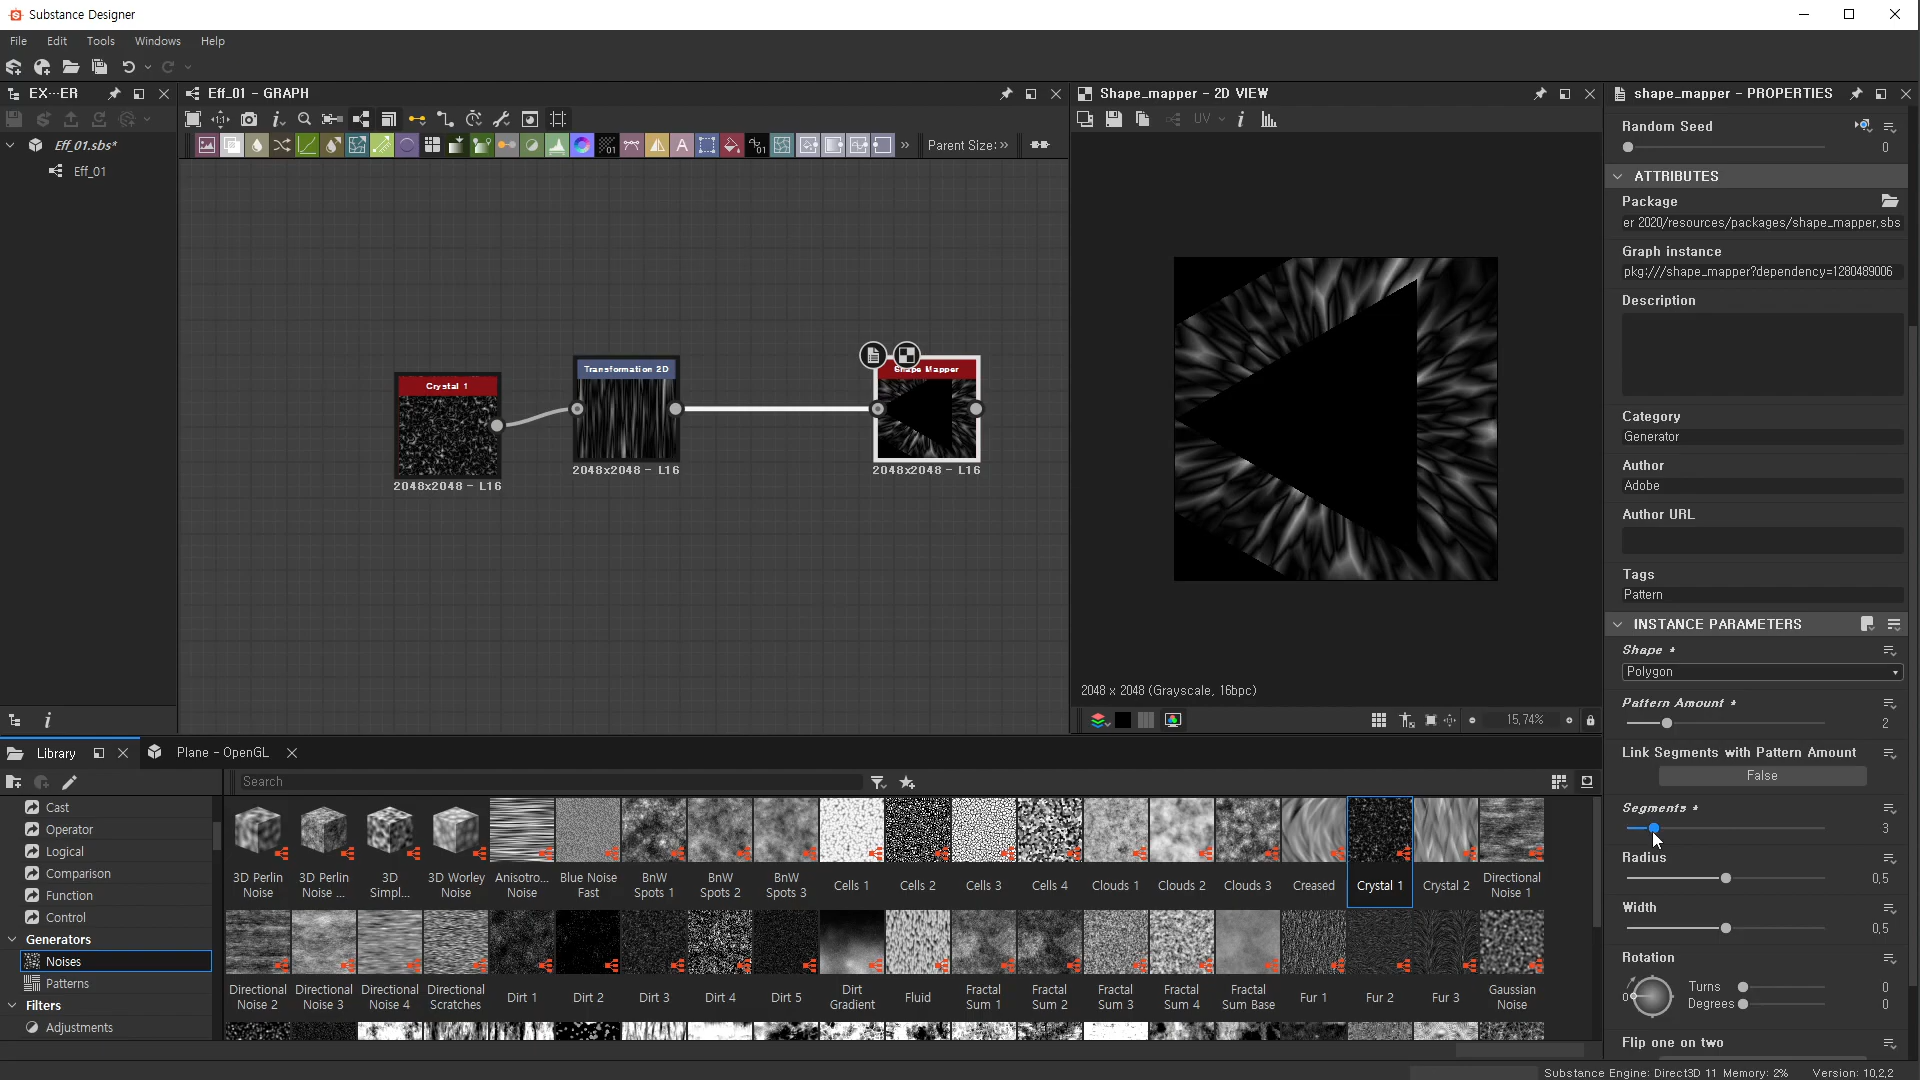 Substance Designer
File Edit Tools Windows Help
EX···ER
Eff_01 - GRAPH
Shape_mapper - 2D VIEW
shape_mapper - PROPERTIES
UV
Eff_01.sbs*
Eff_01
Parent Size:
Random Seed
0
ATTRIBUTES
Package
er 2020/resources/packages/shape_mapper.sbs
Graph instance
pkg:///shape_mapper?dependency=1280489006
Description
Category
Generator
Author
Adobe
Author URL
Tags
Pattern
Crystal 1
2048x2048 - L16
Transformation 2D
2048x2048 - L16
Shape Mapper
2048x2048 - L16
2048 x 2048 (Grayscale, 16bpc)
15,74%
INSTANCE PARAMETERS
Shape *
Polygon
Pattern Amount *
2
Link Segments with Pattern Amount
False
Segments *
3
Radius
0,5
Width
0,5
Rotation
0
Turns 0
Degrees 0
Flip one on two
Library
Plane - OpenGL
Search
Cast
Operator
Logical
Comparison
Function
Control
Generators
Noises
Patterns
Filters
Adjustments
3D Perlin Noise
3D Perlin Noise ...
3D Simpl...
3D Worley Noise
Anisotro... Noise
Blue Noise Fast
BnW Spots 1
BnW Spots 2
BnW Spots 3
Cells 1
Cells 2
Cells 3
Cells 4
Clouds 1
Clouds 2
Clouds 3
Creased
Crystal 1
Crystal 2
Directional Noise 1
Directional Noise 2
Directional Noise 3
Directional Noise 4
Directional Scratches
Dirt 1
Dirt 2
Dirt 3
Dirt 4
Dirt 5
Dirt Gradient
Fluid
Fractal Sum 1
Fractal Sum 2
Fractal Sum 3
Fractal Sum 4
Fractal Sum Base
Fur 1
Fur 2
Fur 3
Gaussian Noise
Substance Engine: Direct3D 11 Memory: 2%
Version: 10,2,2